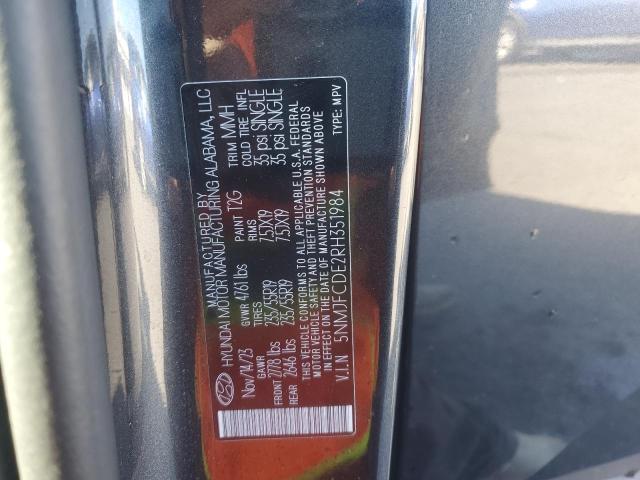 MANUFACTURED BY
HYUNDAI MOTOR MANUFACTURING ALABAMA, LLC
Nov/14/23 GVWR 4761 lbs PAINT T2G TRIM MMH
GAWR TIRES RIMS COLD TIRE INFL
FRONT 2778 lbs 235/55R19 7.5JX19 35 psi SINGLE
REAR 2646 lbs 235/55R19 7.5JX19 35 psi SINGLE
THIS VEHICLE CONFORMS TO ALL APPLICABLE U.S.A. FEDERAL
MOTOR VEHICLE SAFETY AND THEFT PREVENTION STANDARDS
IN EFFECT ON THE DATE OF MANUFACTURE SHOWN ABOVE
V.I.N 5NMJFCDE2RH351984 TYPE: MPV